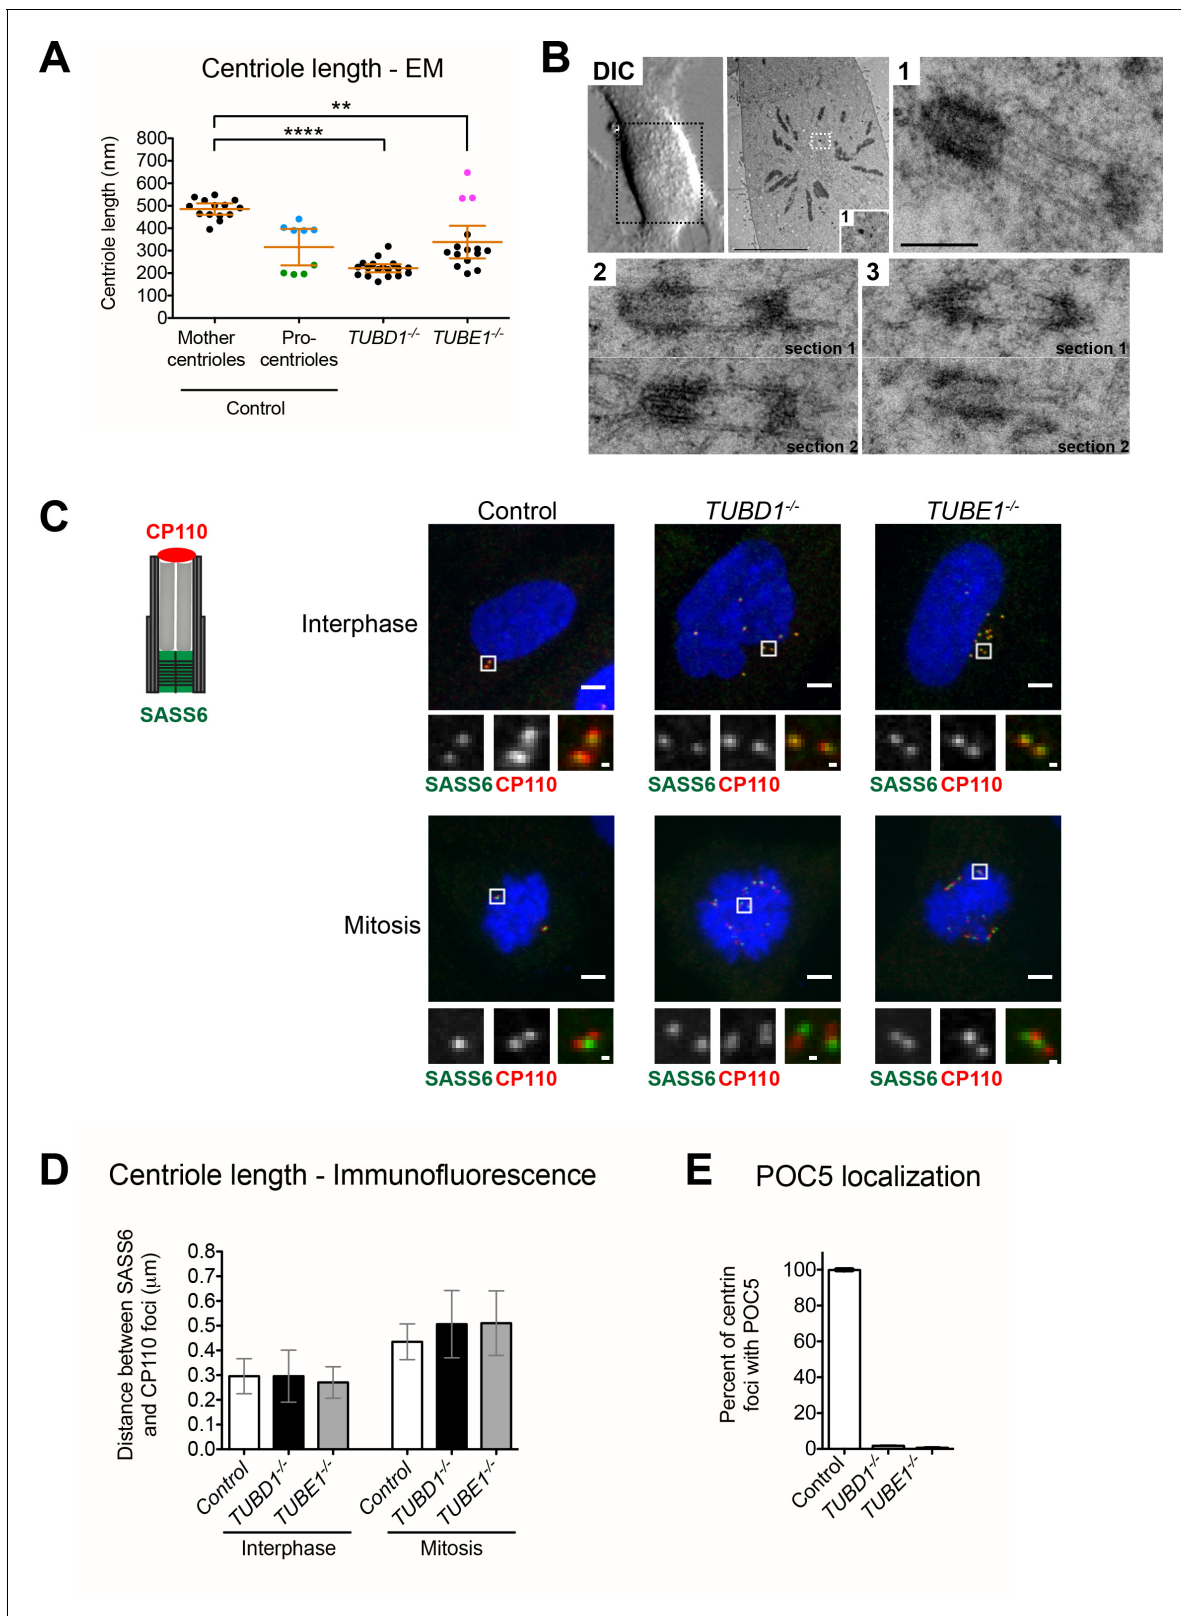 A
Centriole length - EM
**
****
Centriole length (nm)
800
700
600
500
400
300
200
100
0
Mother
centrioles
Pro-
centrioles
TUBD1-/-
TUBE1-/-
Control
B
DIC
1
1
2
section 1
section 2
3
section 1
section 2
C
CP110
SASS6
Control
TUBD1-/-
TUBE1-/-
Interphase
SASS6 CP110
SASS6 CP110
SASS6 CP110
Mitosis
SASS6 CP110
SASS6 CP110
SASS6 CP110
D
Centriole length - Immunofluorescence
Distance between SASS6
and CP110 foci (μm)
0.8
0.7
0.6
0.5
0.4
0.3
0.2
0.1
0.0
Control
TUBD1-/-
TUBE1-/-
Control
TUBD1-/-
TUBE1-/-
Interphase
Mitosis
E
POC5 localization
Percent of centrin
foci with POC5
100
80
60
40
20
0
Control
TUBD1-/-
TUBE1-/-